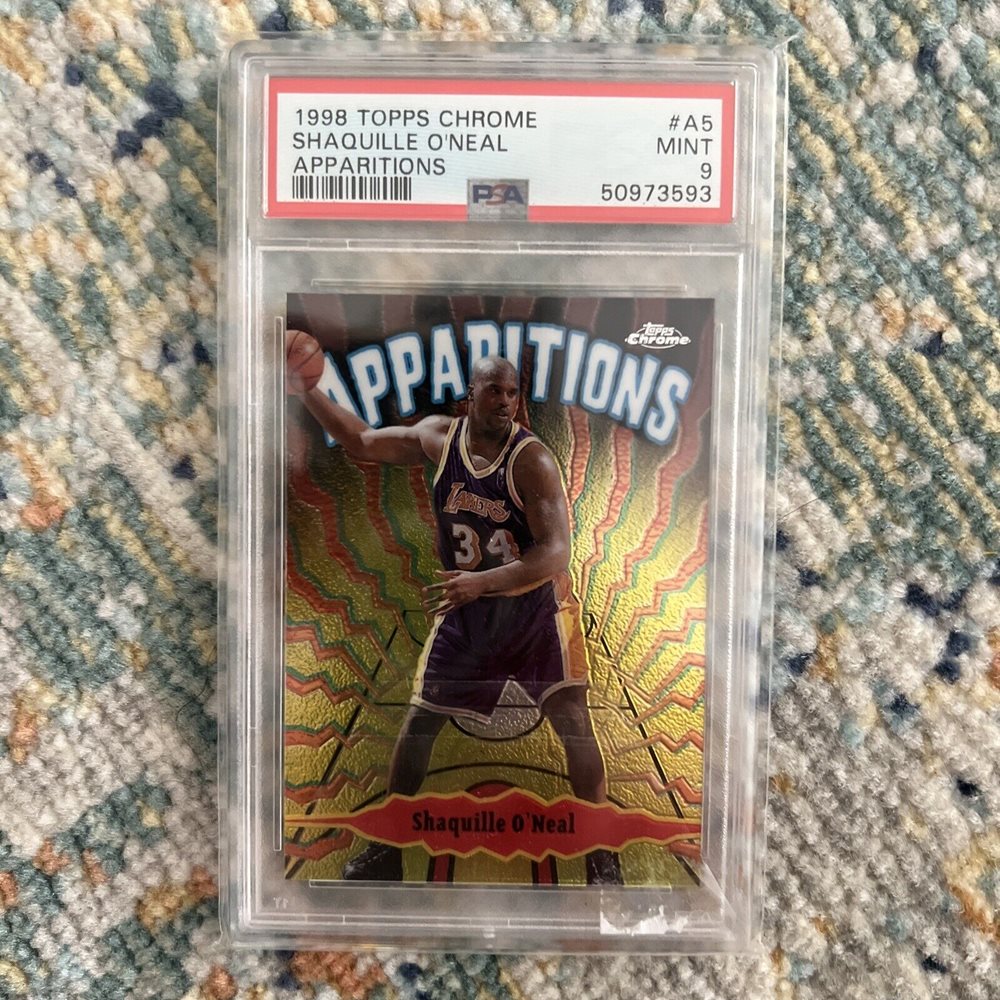 1998 TOPPS CHROME #A5
SHAQUILLE O'NEAL MINT
APPARITIONS 9
PSA 50973593
Topps
Chrome
APPARITIONS
LAKERS
34
Shaquille O'Neal